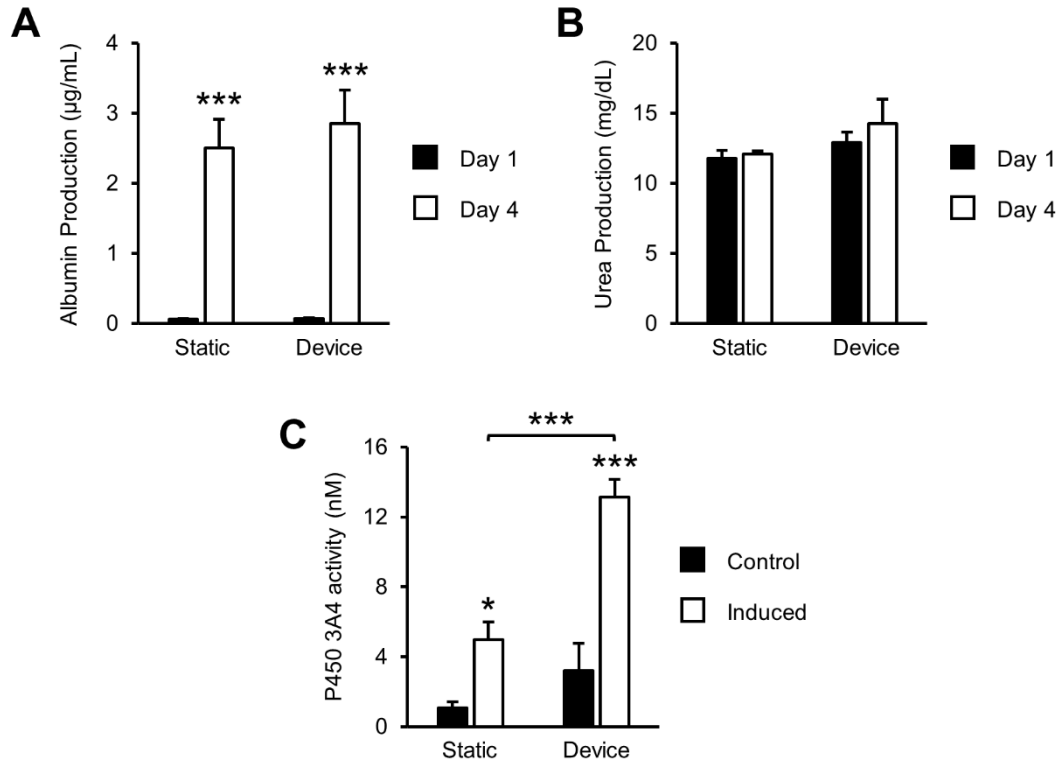 A
Albumin Production (µg/mL)
4
3
2
1
0
***
***
Static
Device
Day 1
Day 4
B
Urea Production (mg/dL)
20
15
10
5
0
Static
Device
Day 1
Day 4
C
P450 3A4 activity (nM)
16
12
8
4
0
***
*
***
Static
Device
Control
Induced